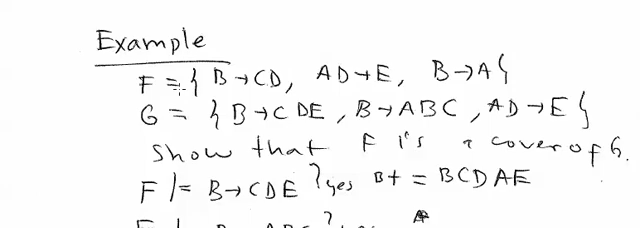 Example
F = { B→CD, AD→E, B→A }
G = { B→CDE, B→ABC, AD→E }
Show that F is a cover of G.
F |= B→CDE ? yes B+ = BCDAE